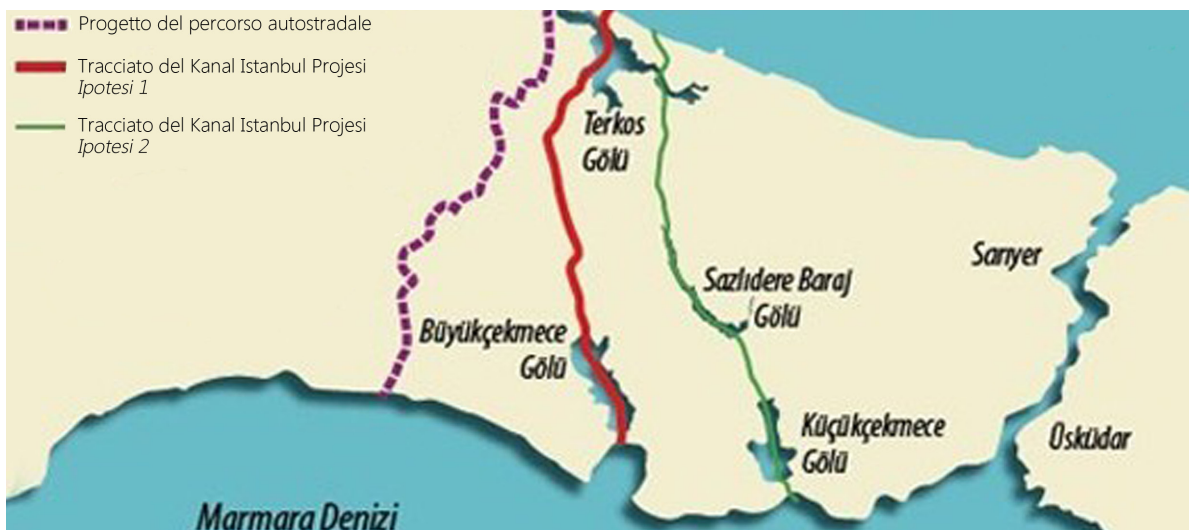 Progetto del percorso autostradale
Tracciato del Kanal Istanbul Projesi
Ipotesi 1
Tracciato del Kanal Istanbul Projesi
Ipotesi 2
Terkos
Gölü
Sarıyer
Sazlıdere Baraj
Gölü
Büyükçekmece
Gölü
Küçükçekmece
Gölü
Üsküdar
Marmara Denizi